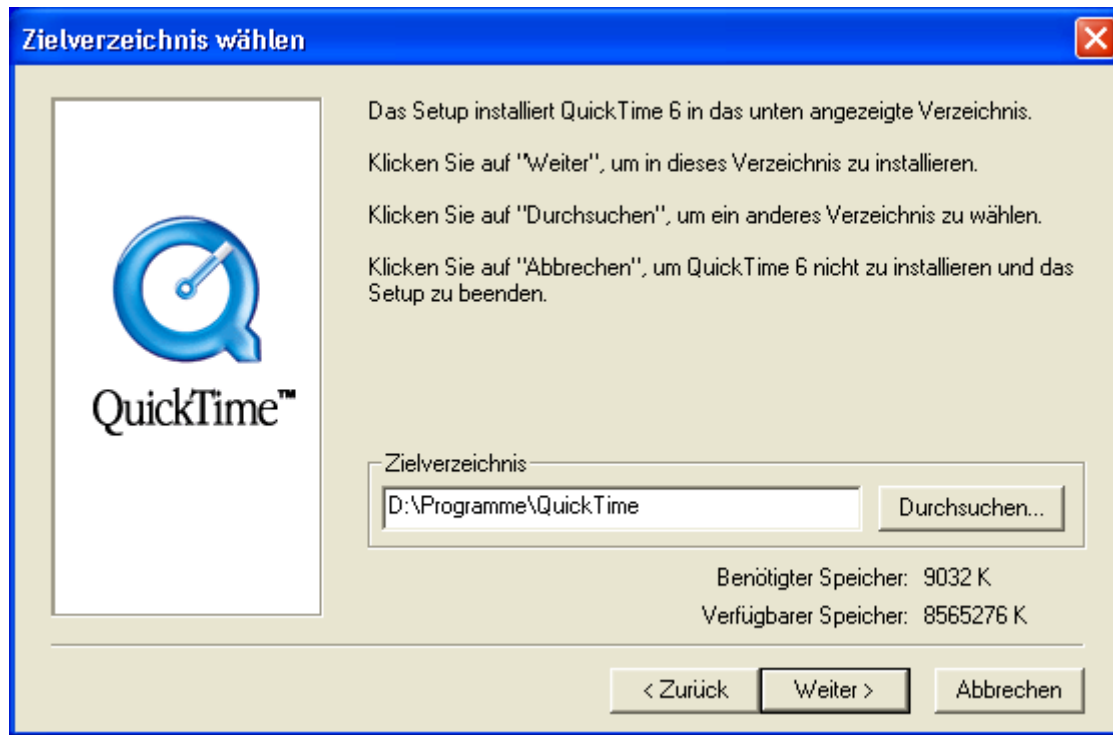 Zielverzeichnis wählen
Das Setup installiert QuickTime 6 in das unten angezeigte Verzeichnis.
Klicken Sie auf "Weiter", um in dieses Verzeichnis zu installieren.
Klicken Sie auf "Durchsuchen", um ein anderes Verzeichnis zu wählen.
Klicken Sie auf "Abbrechen", um QuickTime 6 nicht zu installieren und das
Setup zu beenden.
QuickTime™
Zielverzeichnis
D:\Programme\QuickTime
Durchsuchen...
Benötigter Speicher: 9032 K
Verfügbarer Speicher: 8565276 K
< Zurück
Weiter >
Abbrechen